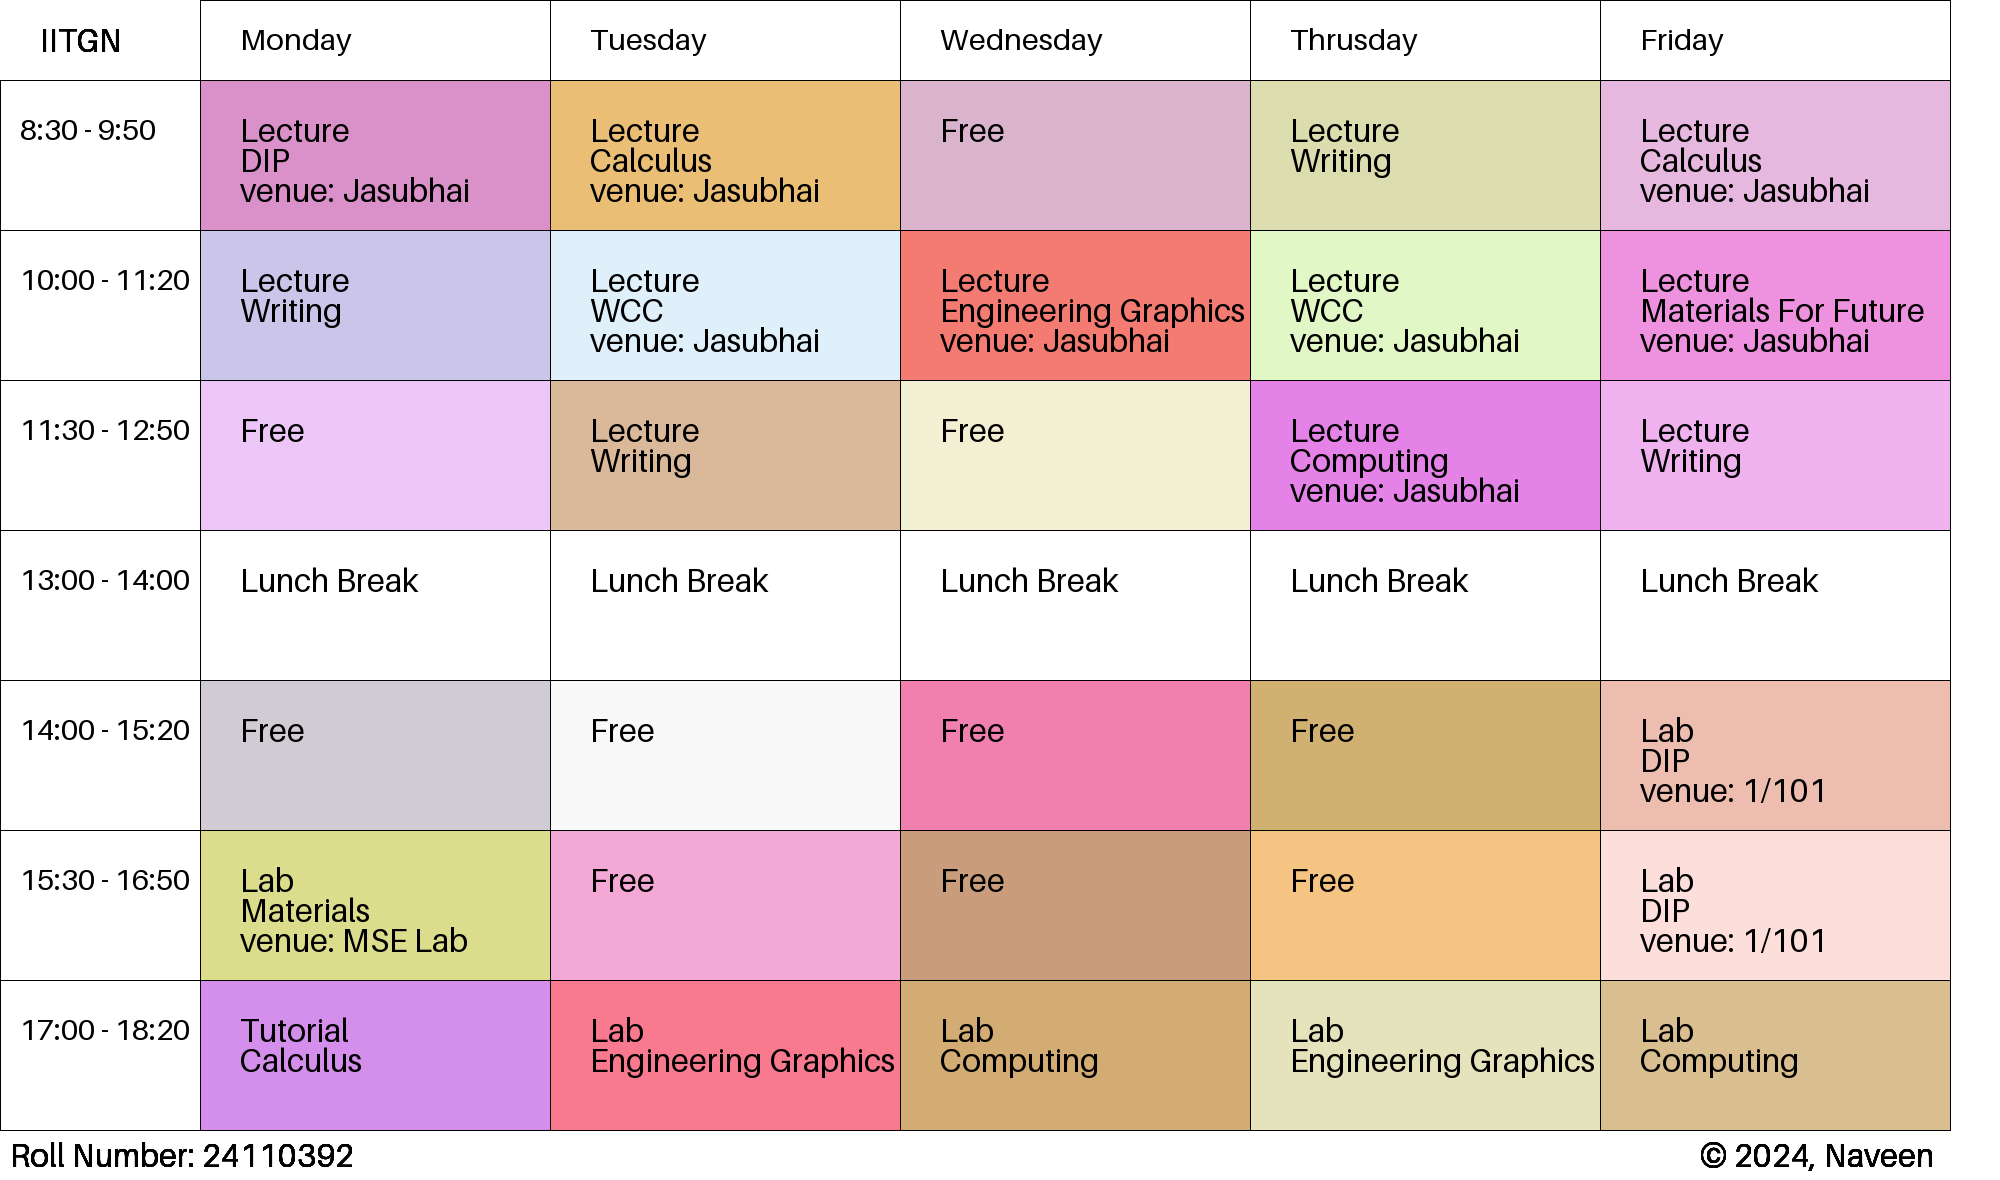 IITGN
Monday
Tuesday
Wednesday
Thrusday
Friday
8:30 - 9:50
Lecture
DIP
venue: Jasubhai
Lecture
Calculus
venue: Jasubhai
Free
Lecture
Writing
Lecture
Calculus
venue: Jasubhai
10:00 - 11:20
Lecture
Writing
Lecture
WCC
venue: Jasubhai
Lecture
Engineering Graphics
venue: Jasubhai
Lecture
WCC
venue: Jasubhai
Lecture
Materials For Future
venue: Jasubhai
11:30 - 12:50
Free
Lecture
Writing
Free
Lecture
Computing
venue: Jasubhai
Lecture
Writing
13:00 - 14:00
Lunch Break
Lunch Break
Lunch Break
Lunch Break
Lunch Break
14:00 - 15:20
Free
Free
Free
Free
Lab
DIP
venue: 1/101
15:30 - 16:50
Lab
Materials
venue: MSE Lab
Free
Free
Free
Lab
DIP
venue: 1/101
17:00 - 18:20
Tutorial
Calculus
Lab
Engineering Graphics
Lab
Computing
Lab
Engineering Graphics
Lab
Computing
Roll Number: 24110392
© 2024, Naveen